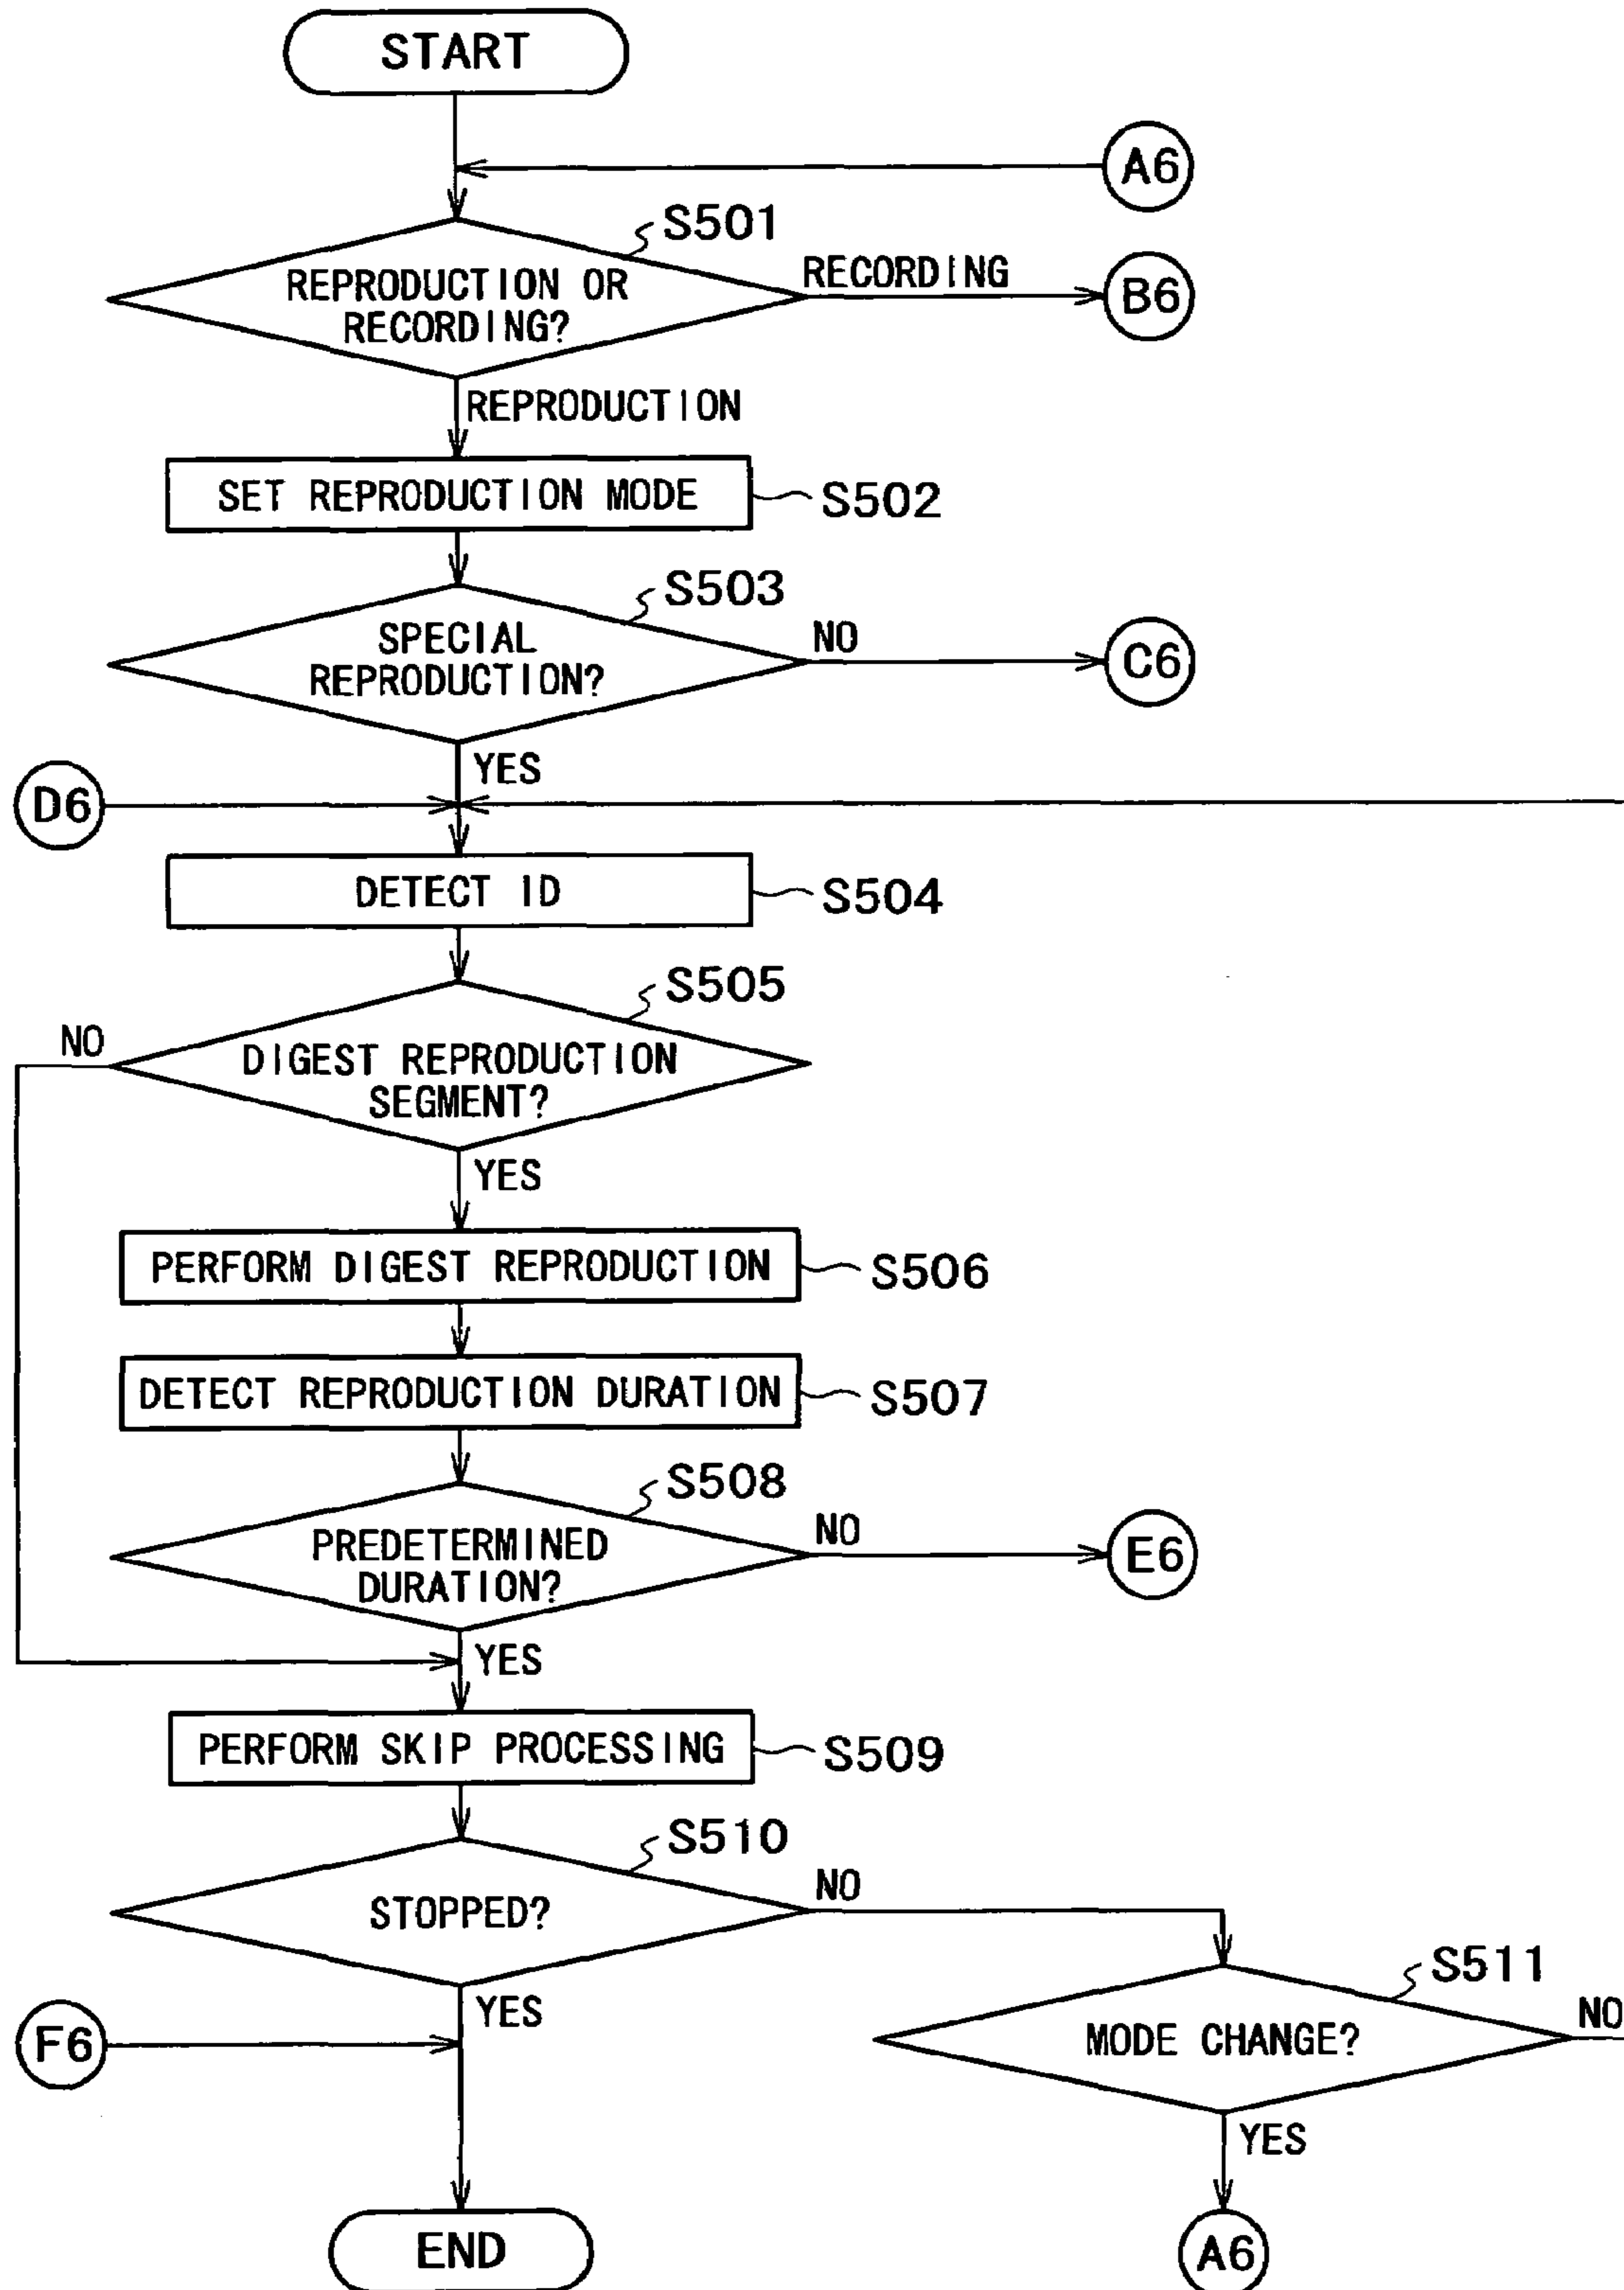 START
A6
S501
REPRODUCTION OR
RECORDING?
RECORDING
B6
REPRODUCTION
SET REPRODUCTION MODE
S502
S503
SPECIAL
REPRODUCTION?
NO
C6
YES
D6
DETECT ID
S504
S505
NO
DIGEST REPRODUCTION
SEGMENT?
YES
PERFORM DIGEST REPRODUCTION
S506
DETECT REPRODUCTION DURATION
S507
S508
PREDETERMINED
DURATION?
NO
E6
YES
PERFORM SKIP PROCESSING
S509
S510
STOPPED?
NO
S511
MODE CHANGE?
NO
YES
F6
YES
END
A6